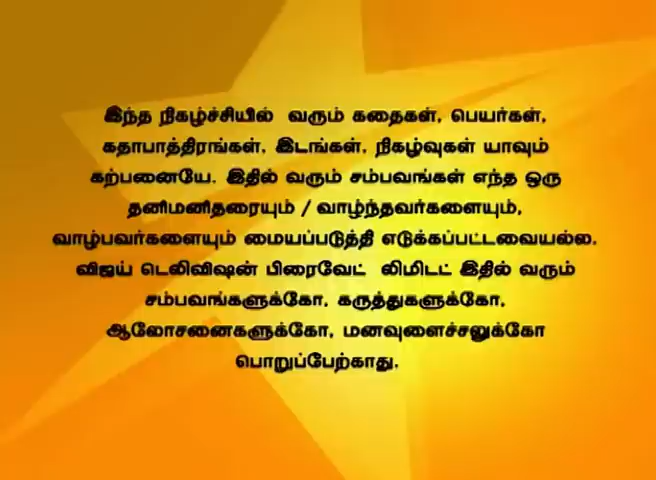 இந்த நிகழ்ச்சியில் வரும் கதைகள், பெயர்கள்,
கதாபாத்திரங்கள், இடங்கள், நிகழ்வுகள் யாவும்
கற்பனையே. இதில் வரும் சம்பவங்கள் எந்த ஒரு
தனிமனிதரையும் / வாழ்ந்தவர்களையும்,
வாழ்பவர்களையும் மையப்படுத்தி எடுக்கப்பட்டவையல்ல.
விஜய் டெலிவிஷன் பிரைவேட் லிமிடட் இதில் வரும்
சம்பவங்களுக்கோ, கருத்துகளுக்கோ,
ஆலோசனைகளுக்கோ, மனவுளைச்சலுக்கோ
பொறுப்பேற்காது.